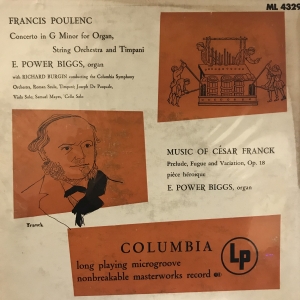 ML 4329
FRANCIS POULENC
Concerto in G Minor for Organ,
String Orchestra and Timpani
E. POWER BIGGS, organ
with RICHARD BURGIN conducting the Columbia Symphony
Orchestra, Roman Szulc, Timpani; Joseph De Pasquale,
Viola Solo; Samuel Mayes, 'Cello Solo
MUSIC OF CÉSAR FRANCK
Prelude, Fugue and Variation, Op. 18
pièce héroïque
E. POWER BIGGS, organ
COLUMBIA
Lp
long playing microgroove
nonbreakable masterworks record